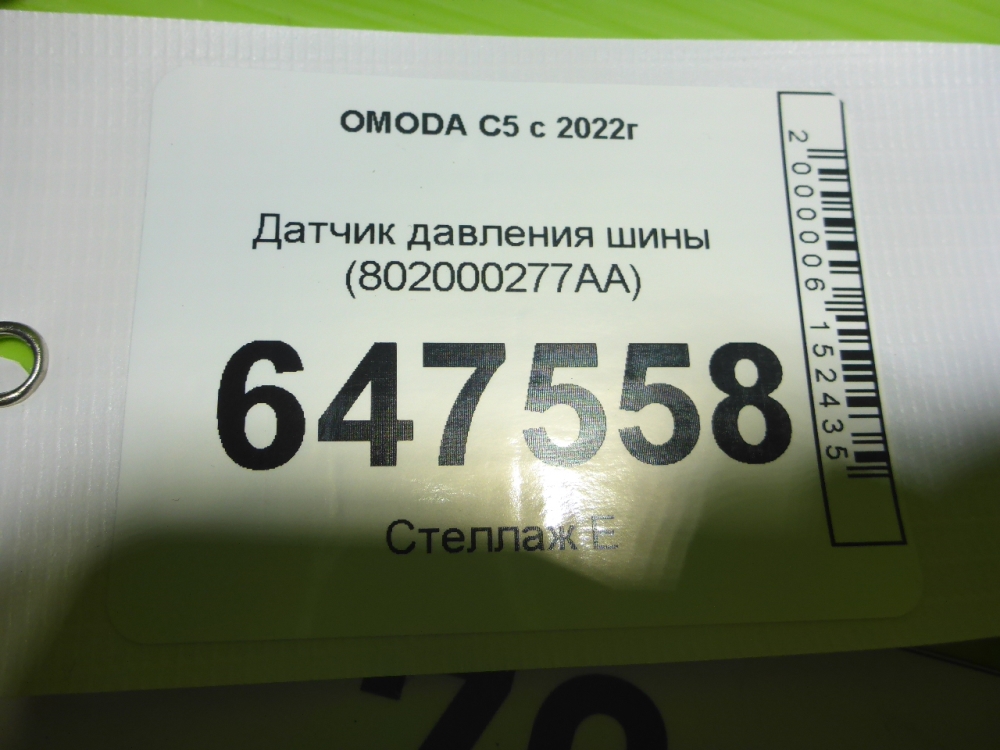 OMODA C5 с 2022г
Датчик давления шины
(802000277AA)
647558
Стеллаж E
2000006152435